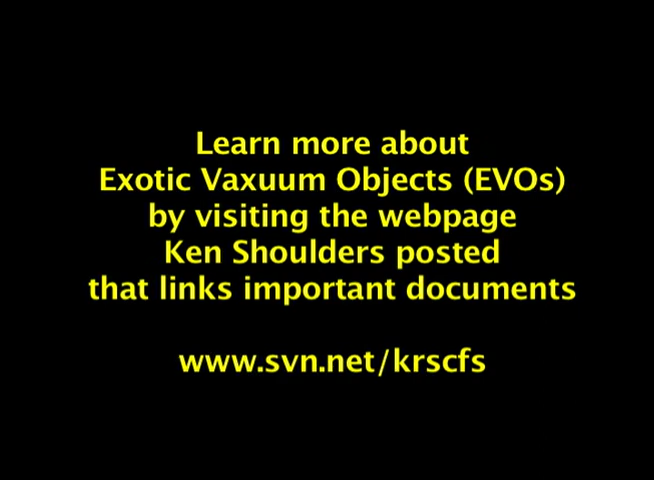 Learn more about
Exotic Vaxuum Objects (EVOs)
by visiting the webpage
Ken Shoulders posted
that links important documents
www.svn.net/krscfs